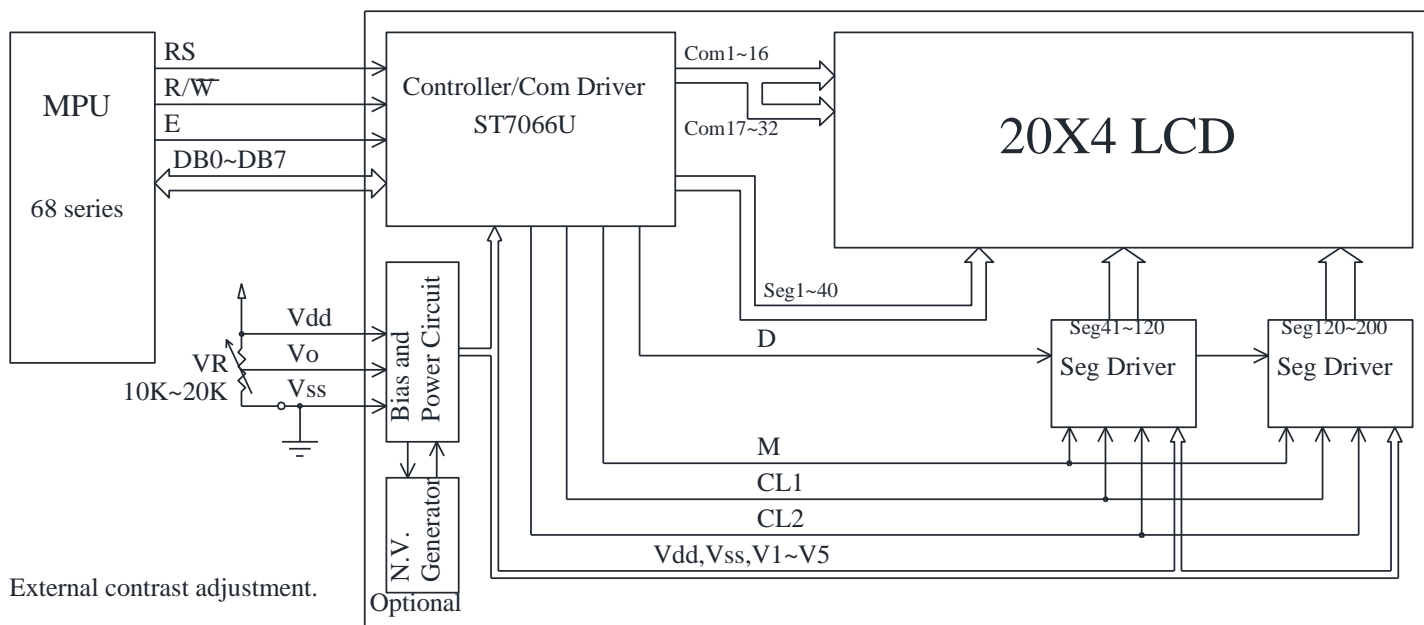 MPU
68 series
RS
R/W̅
E
DB0~DB7
Controller/Com Driver
ST7066U
Com1~16
Com17~32
20X4 LCD
Seg1~40
D
Seg41~120
Seg Driver
Seg120~200
Seg Driver
Vdd
Vo
Vss
VR
10K~20K
Bias and
Power Circuit
N.V.
Generator
Optional
M
CL1
CL2
Vdd,Vss,V1~V5
External contrast adjustment.